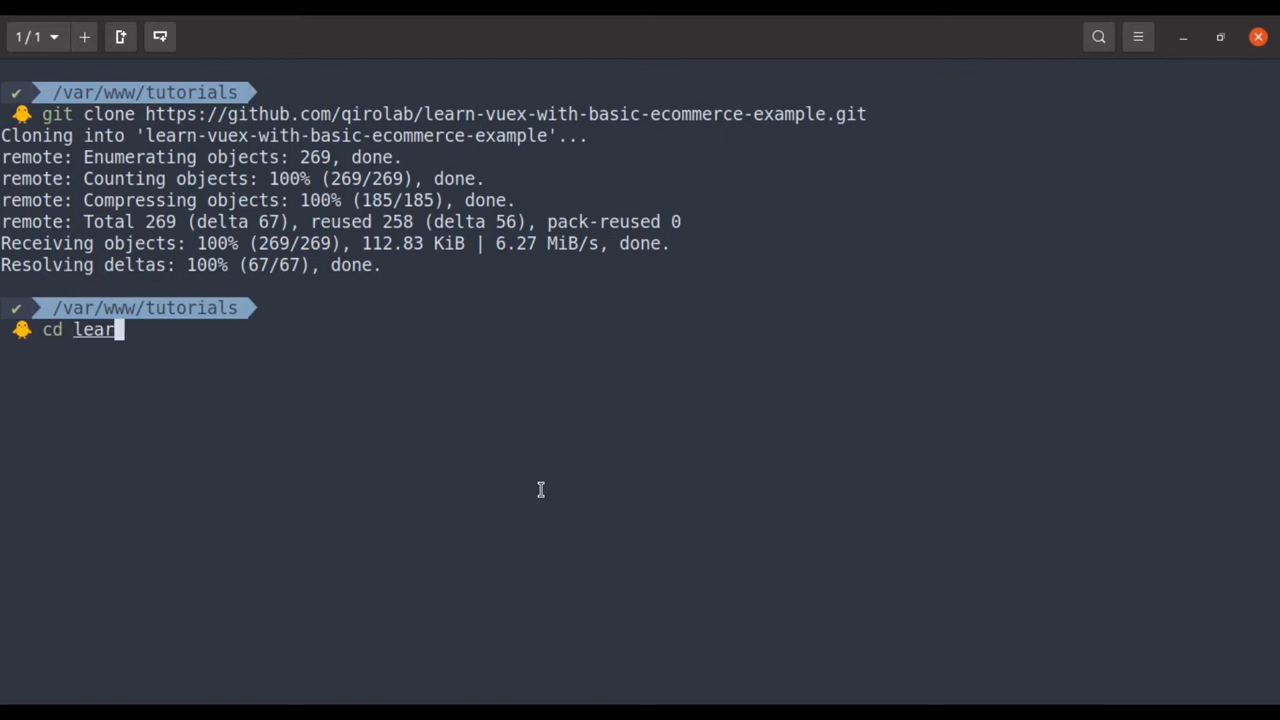 1/1
/var/www/tutorials
git clone https://github.com/qirolab/learn-vuex-with-basic-ecommerce-example.git
Cloning into 'learn-vuex-with-basic-ecommerce-example'...
remote: Enumerating objects: 269, done.
remote: Counting objects: 100% (269/269), done.
remote: Compressing objects: 100% (185/185), done.
remote: Total 269 (delta 67), reused 258 (delta 56), pack-reused 0
Receiving objects: 100% (269/269), 112.83 KiB | 6.27 MiB/s, done.
Resolving deltas: 100% (67/67), done.
/var/www/tutorials
cd lear